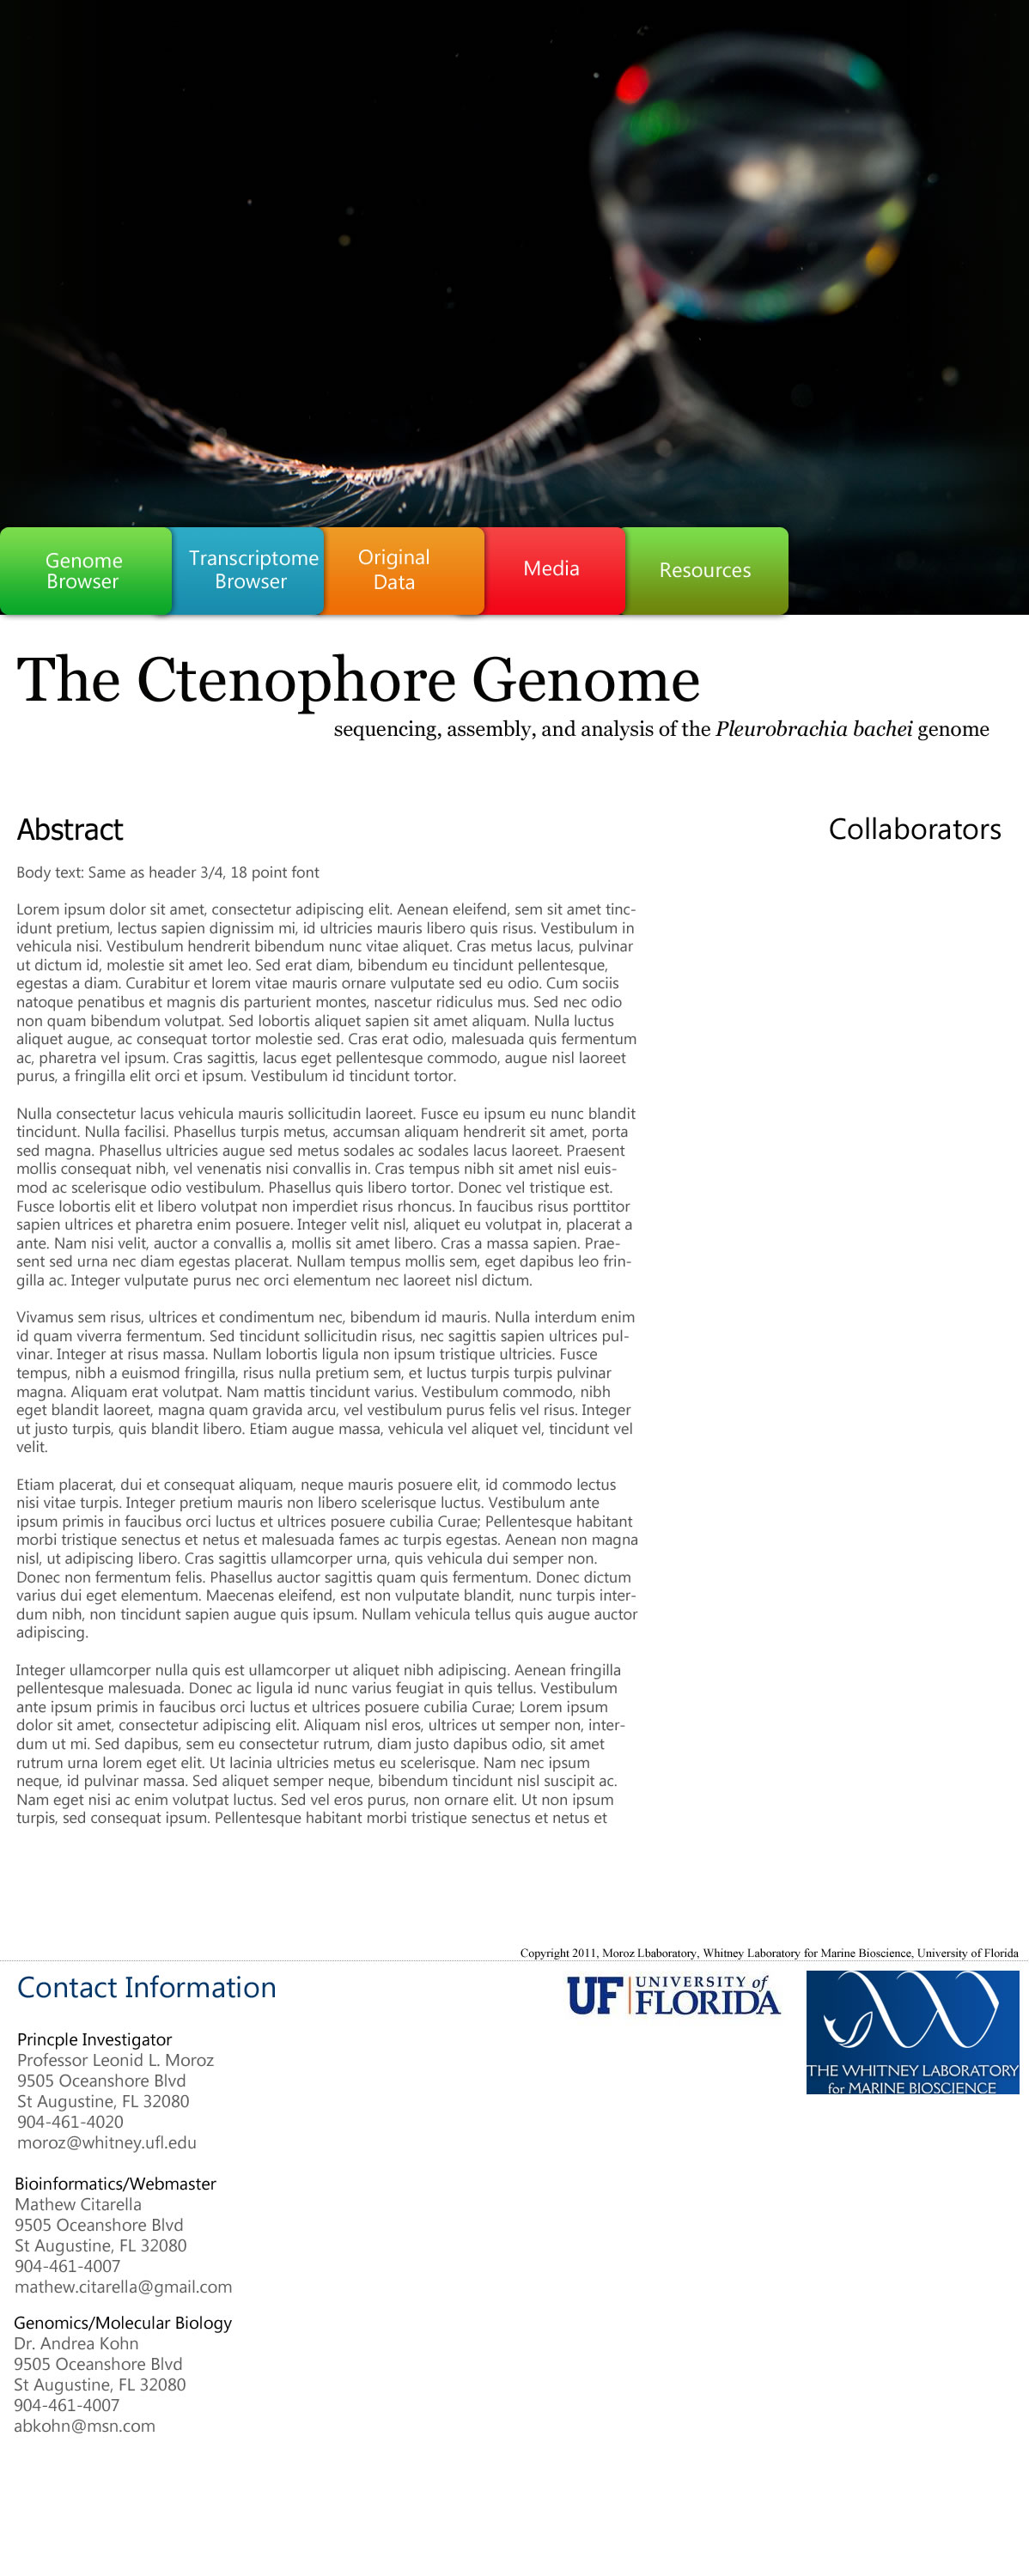 Genome
Browser
Transcriptome
Browser
Original
Data
Media
Resources
The Ctenophore Genome
sequencing, assembly, and analysis of the Pleurobrachia bachei genome
Abstract
Collaborators
Body text: Same as header 3/4, 18 point font
Lorem ipsum dolor sit amet, consectetur adipiscing elit. Aenean eleifend, sem sit amet tinc-
idunt pretium, lectus sapien dignissim mi, id ultricies mauris libero quis risus. Vestibulum in
vehicula nisi. Vestibulum hendrerit bibendum nunc vitae aliquet. Cras metus lacus, pulvinar
ut dictum id, molestie sit amet leo. Sed erat diam, bibendum eu tincidunt pellentesque,
egestas a diam. Curabitur et lorem vitae mauris ornare vulputate sed eu odio. Cum sociis
natoque penatibus et magnis dis parturient montes, nascetur ridiculus mus. Sed nec odio
non quam bibendum volutpat. Sed lobortis aliquet sapien sit amet aliquam. Nulla luctus
aliquet augue, ac consequat tortor molestie sed. Cras erat odio, malesuada quis fermentum
ac, pharetra vel ipsum. Cras sagittis, lacus eget pellentesque commodo, augue nisl laoreet
purus, a fringilla elit orci et ipsum. Vestibulum id tincidunt tortor.
Nulla consectetur lacus vehicula mauris sollicitudin laoreet. Fusce eu ipsum eu nunc blandit
tincidunt. Nulla facilisi. Phasellus turpis metus, accumsan aliquam hendrerit sit amet, porta
sed magna. Phasellus ultricies augue sed metus sodales ac sodales lacus laoreet. Praesent
mollis consequat nibh, vel venenatis nisi convallis in. Cras tempus nibh sit amet nisl euis-
mod ac scelerisque odio vestibulum. Phasellus quis libero tortor. Donec vel tristique est.
Fusce lobortis elit et libero volutpat non imperdiet risus rhoncus. In faucibus risus porttitor
sapien ultrices et pharetra enim posuere. Integer velit nisl, aliquet eu volutpat in, placerat a
ante. Nam nisi velit, auctor a convallis a, mollis sit amet libero. Cras a massa sapien. Prae-
sent sed urna nec diam egestas placerat. Nullam tempus mollis sem, eget dapibus leo frin-
gilla ac. Integer vulputate purus nec orci elementum nec laoreet nisl dictum.
Vivamus sem risus, ultrices et condimentum nec, bibendum id mauris. Nulla interdum enim
id quam viverra fermentum. Sed tincidunt sollicitudin risus, nec sagittis sapien ultrices pul-
vinar. Integer at risus massa. Nullam lobortis ligula non ipsum tristique ultricies. Fusce
tempus, nibh a euismod fringilla, risus nulla pretium sem, et luctus turpis turpis pulvinar
magna. Aliquam erat volutpat. Nam mattis tincidunt varius. Vestibulum commodo, nibh
eget blandit laoreet, magna quam gravida arcu, vel vestibulum purus felis vel risus. Integer
ut justo turpis, quis blandit libero. Etiam augue massa, vehicula vel aliquet vel, tincidunt vel
velit.
Etiam placerat, dui et consequat aliquam, neque mauris posuere elit, id commodo lectus
nisi vitae turpis. Integer pretium mauris non libero scelerisque luctus. Vestibulum ante
ipsum primis in faucibus orci luctus et ultrices posuere cubilia Curae; Pellentesque habitant
morbi tristique senectus et netus et malesuada fames ac turpis egestas. Aenean non magna
nisl, ut adipiscing libero. Cras sagittis ullamcorper urna, quis vehicula dui semper non.
Donec non fermentum felis. Phasellus auctor sagittis quam quis fermentum. Donec dictum
varius dui eget elementum. Maecenas eleifend, est non vulputate blandit, nunc turpis inter-
dum nibh, non tincidunt sapien augue quis ipsum. Nullam vehicula tellus quis augue auctor
adipiscing.
Integer ullamcorper nulla quis est ullamcorper ut aliquet nibh adipiscing. Aenean fringilla
pellentesque malesuada. Donec ac ligula id nunc varius feugiat in quis tellus. Vestibulum
ante ipsum primis in faucibus orci luctus et ultrices posuere cubilia Curae; Lorem ipsum
dolor sit amet, consectetur adipiscing elit. Aliquam nisl eros, ultrices ut semper non, inter-
dum ut mi. Sed dapibus, sem eu consectetur rutrum, diam justo dapibus odio, sit amet
rutrum urna lorem eget elit. Ut lacinia ultricies metus eu scelerisque. Nam nec ipsum
neque, id pulvinar massa. Sed aliquet semper neque, bibendum tincidunt nisl suscipit ac.
Nam eget nisi ac enim volutpat luctus. Sed vel eros purus, non ornare elit. Ut non ipsum
turpis, sed consequat ipsum. Pellentesque habitant morbi tristique senectus et netus et
Copyright 2011, Moroz Lbaboratory, Whitney Laboratory for Marine Bioscience, University of Florida
Contact Information
UF UNIVERSITY of
FLORIDA
THE WHITNEY LABORATORY
for MARINE BIOSCIENCE
Princple Investigator
Professor Leonid L. Moroz
9505 Oceanshore Blvd
St Augustine, FL 32080
904-461-4020
moroz@whitney.ufl.edu
Bioinformatics/Webmaster
Mathew Citarella
9505 Oceanshore Blvd
St Augustine, FL 32080
904-461-4007
mathew.citarella@gmail.com
Genomics/Molecular Biology
Dr. Andrea Kohn
9505 Oceanshore Blvd
St Augustine, FL 32080
904-461-4007
abkohn@msn.com